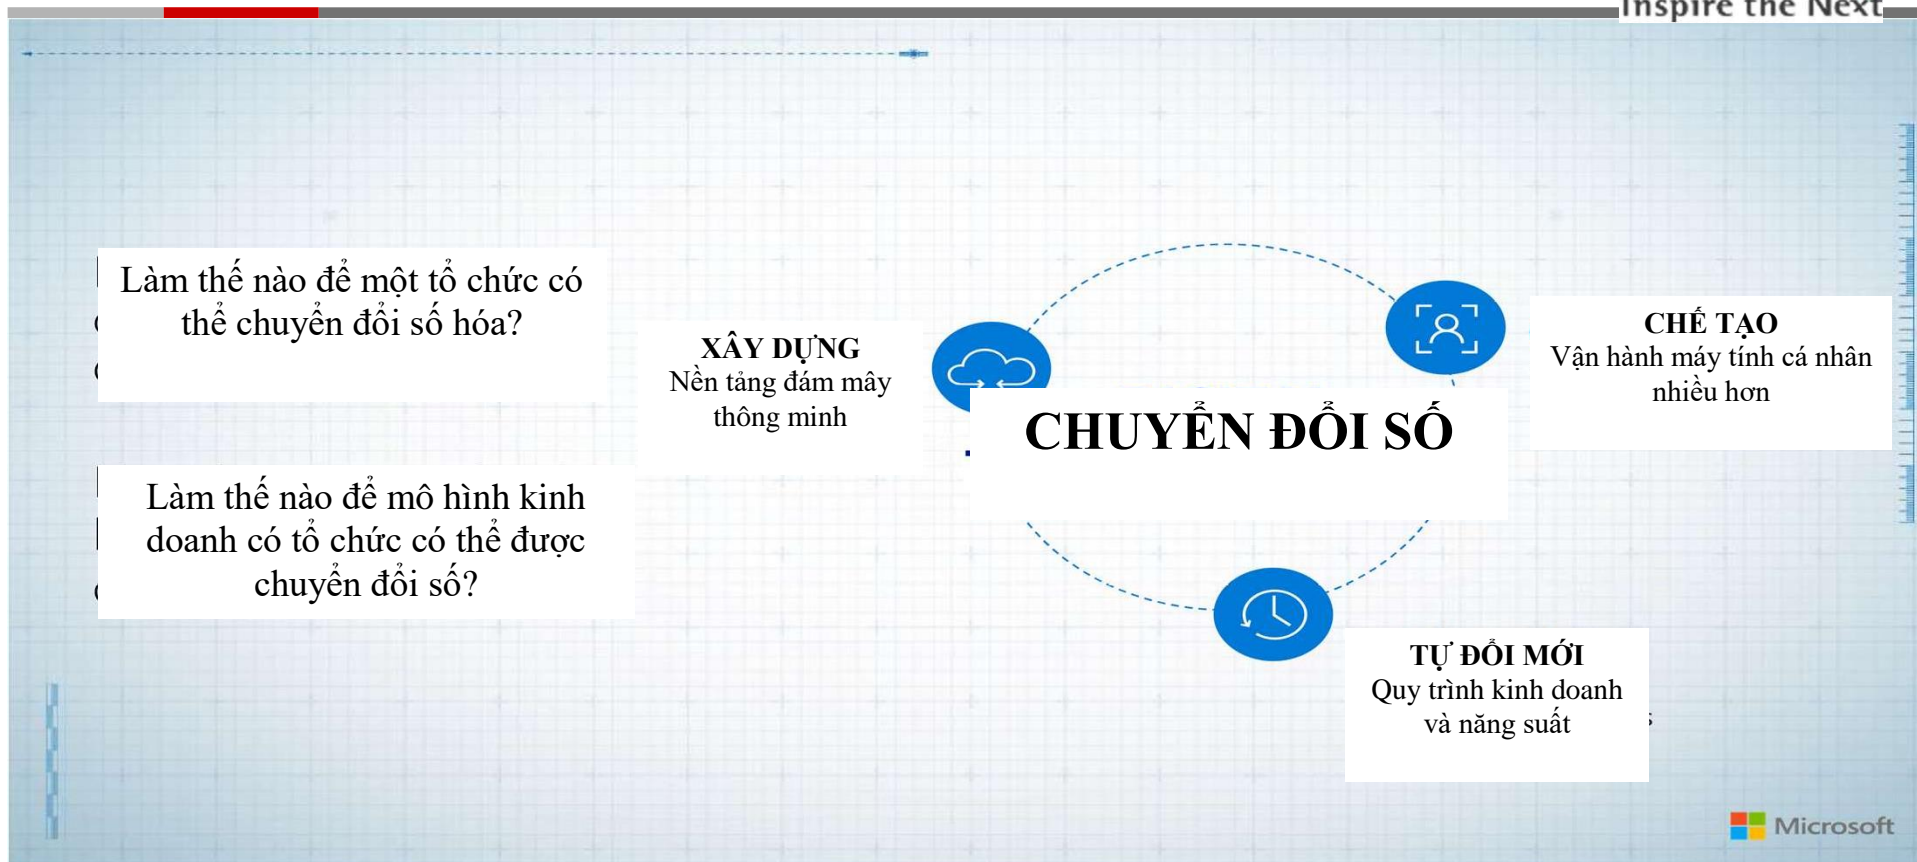 Inspire the Next
Làm thế nào để một tổ chức có
thể chuyển đổi số hóa?
Làm thế nào để mô hình kinh
doanh có tổ chức có thể được
chuyển đổi số?
XÂY DỰNG
Nền tảng đám mây
thông minh
CHUYỂN ĐỔI SỐ
CHẾ TẠO
Vận hành máy tính cá nhân
nhiều hơn
TỰ ĐỔI MỚI
Quy trình kinh doanh
và năng suất
Microsoft